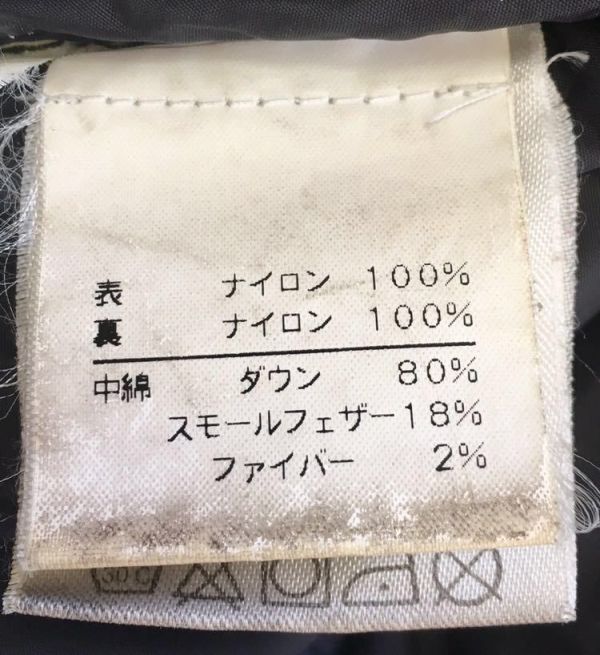 表 ナイロン 100%
裏 ナイロン 100%
中綿 ダウン 80%
スモールフェザー18%
ファイバー 2%